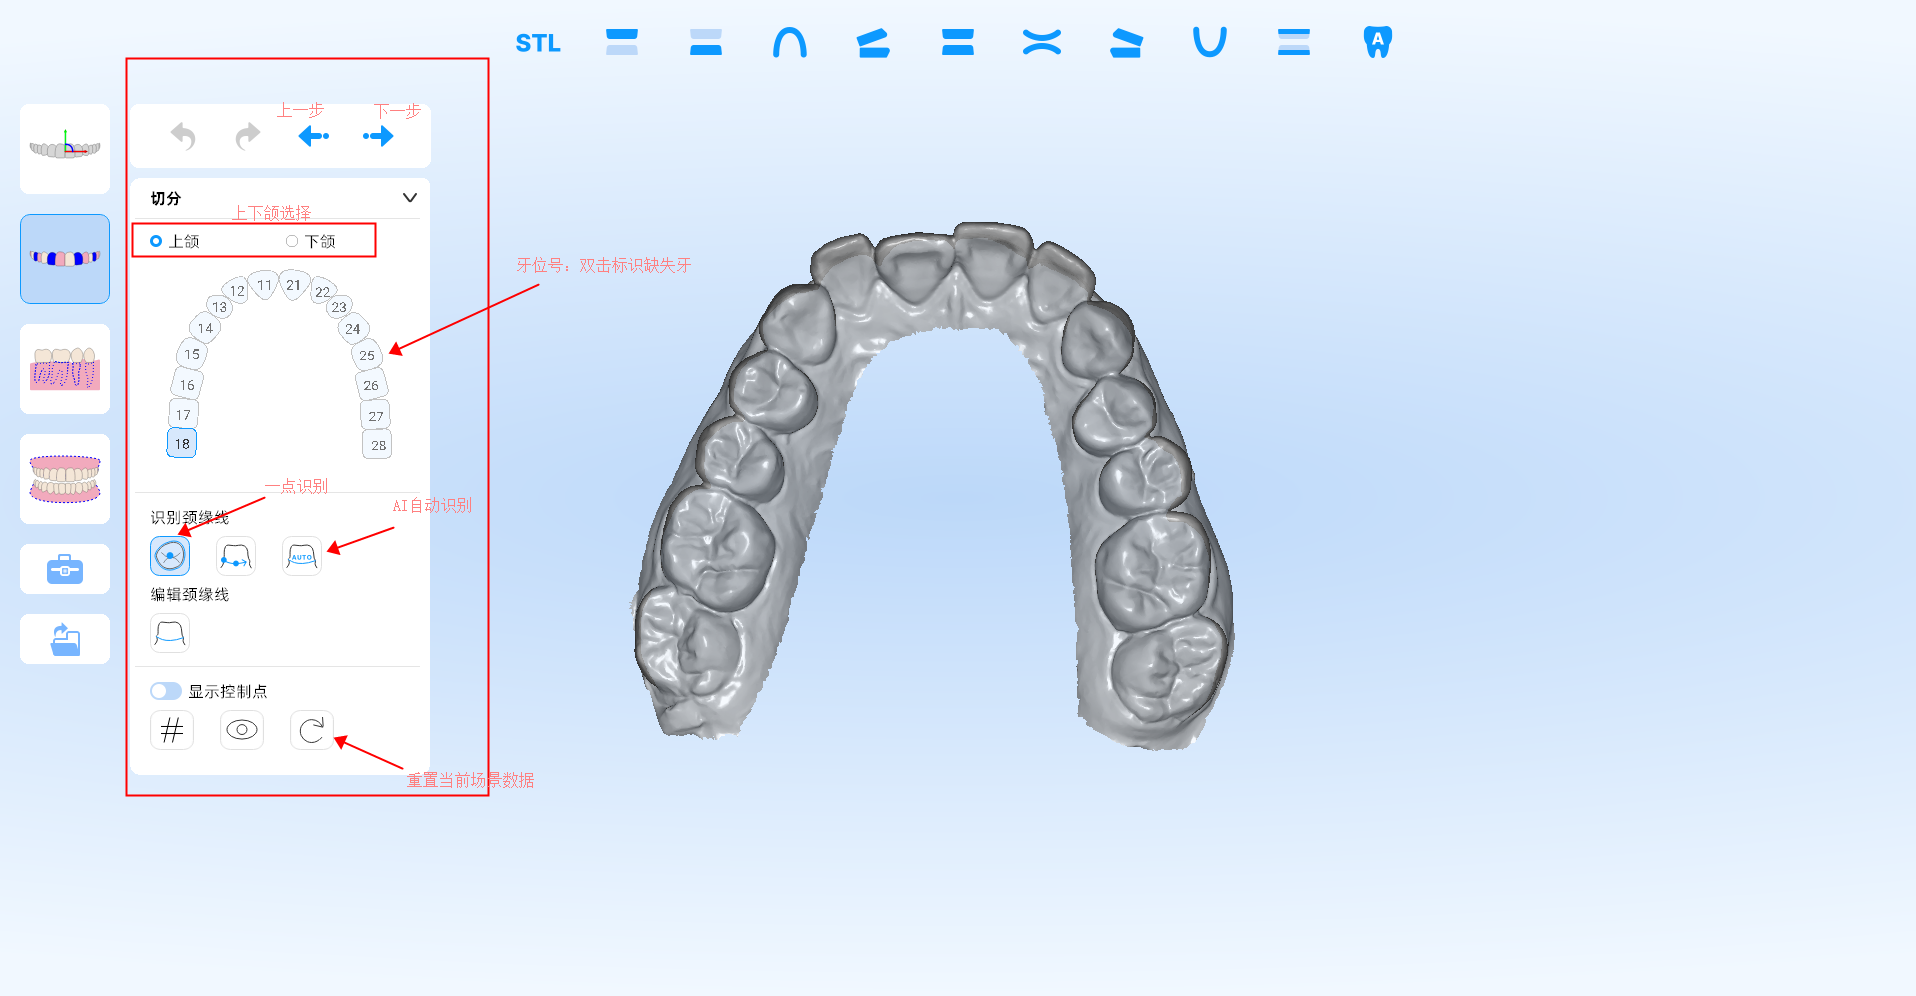 STL
A
上一步
下一步
切分
上下颌选择
上颌
下颌
牙位号：双击标识缺失牙
11
21
12
22
13
23
14
24
15
25
16
26
17
27
18
28
一点识别
AI自动识别
识别颈缘线
AUTO
编辑颈缘线
显示控制点
重置当前场景数据